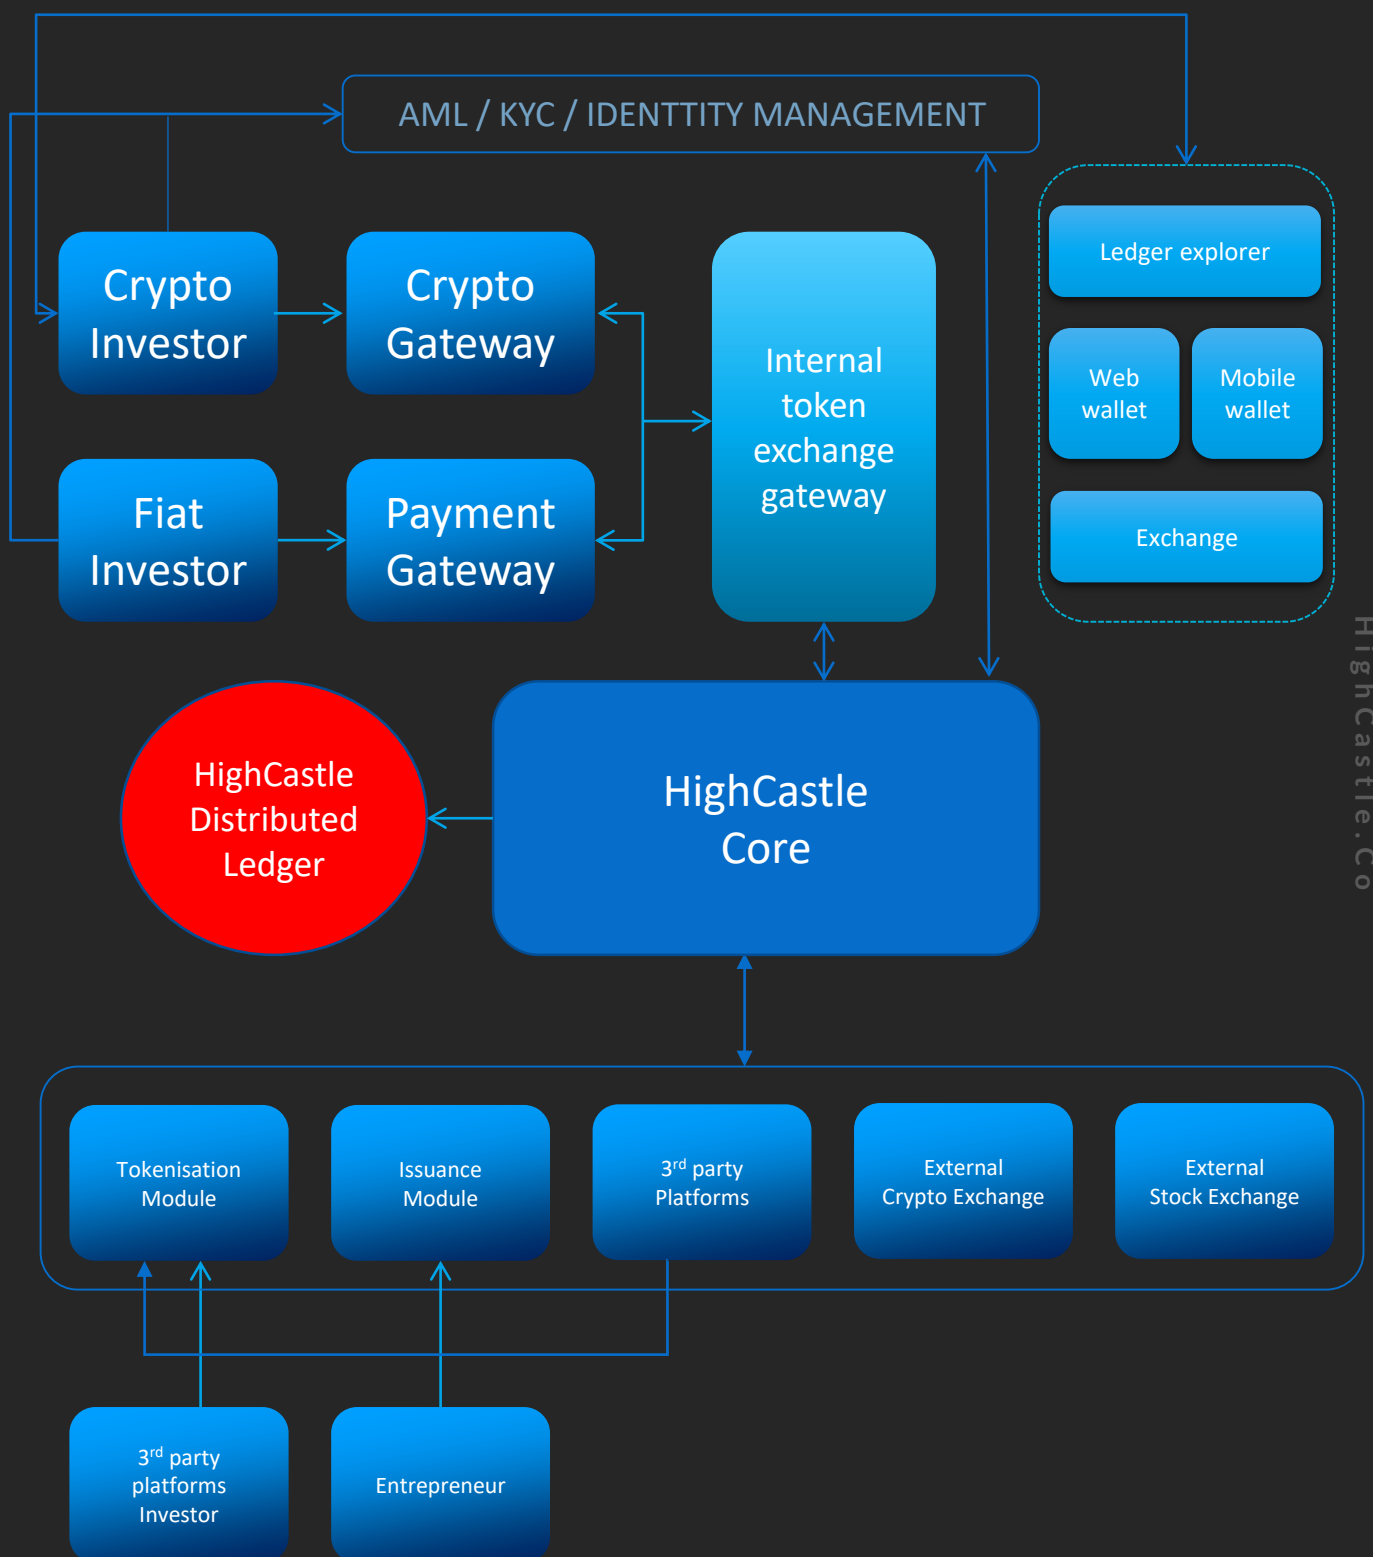 AML / KYC / IDENTTITY MANAGEMENT
Crypto
Investor
Crypto
Gateway
Internal
token
exchange
gateway
Ledger explorer
Web
wallet
Mobile
wallet
Exchange
Fiat
Investor
Payment
Gateway
HighCastle.Co
HighCastle
Distributed
Ledger
HighCastle
Core
Tokenisation
Module
Issuance
Module
3rd party
Platforms
External
Crypto Exchange
External
Stock Exchange
3rd party
platforms
Investor
Entrepreneur